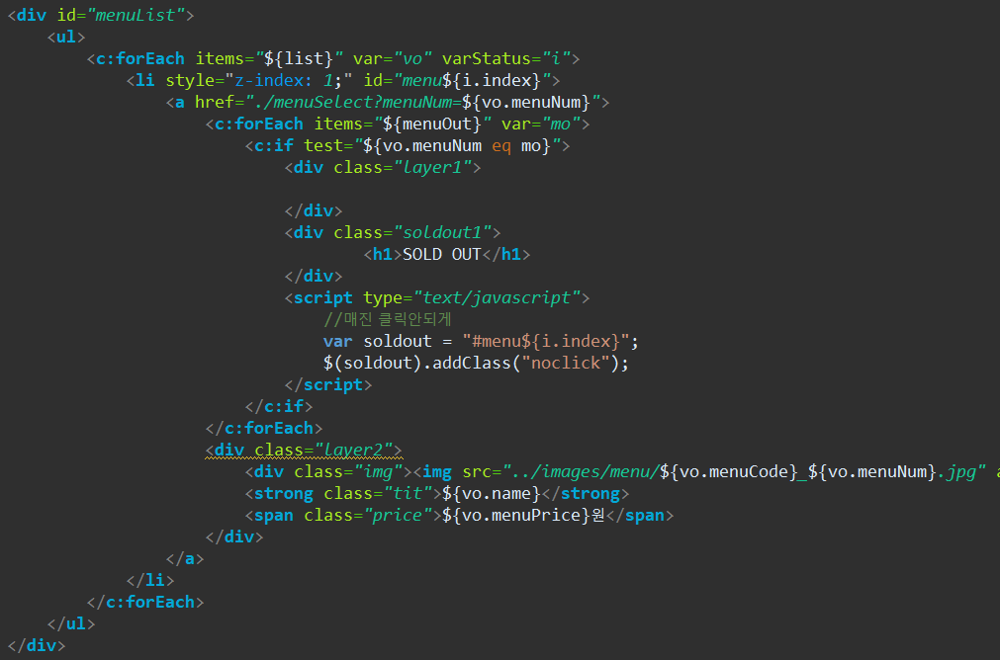 <div id="menuList">
<ul>
<c:forEach items="${list}" var="vo" varStatus="i">
<li style="z-index: 1;" id="menu${i.index}">
<a href="./menuSelect?menuNum=${vo.menuNum}">
<c:forEach items="${menuOut}" var="mo">
<c:if test="${vo.menuNum eq mo}">
<div class="layer1">
</div>
<div class="soldout1">
<h1>SOLD OUT</h1>
</div>
<script type="text/javascript">
//매진 클릭안되게
var soldout = "#menu${i.index}";
$(soldout).addClass("noclick");
</script>
</c:if>
</c:forEach>
<div class="layer2">
<div class="img"><img src="../images/menu/${vo.menuCode}_${vo.menuNum}.jpg" a
<strong class="tit">${vo.name}</strong>
<span class="price">${vo.menuPrice}원</span>
</div>
</a>
</li>
</c:forEach>
</ul>
</div>